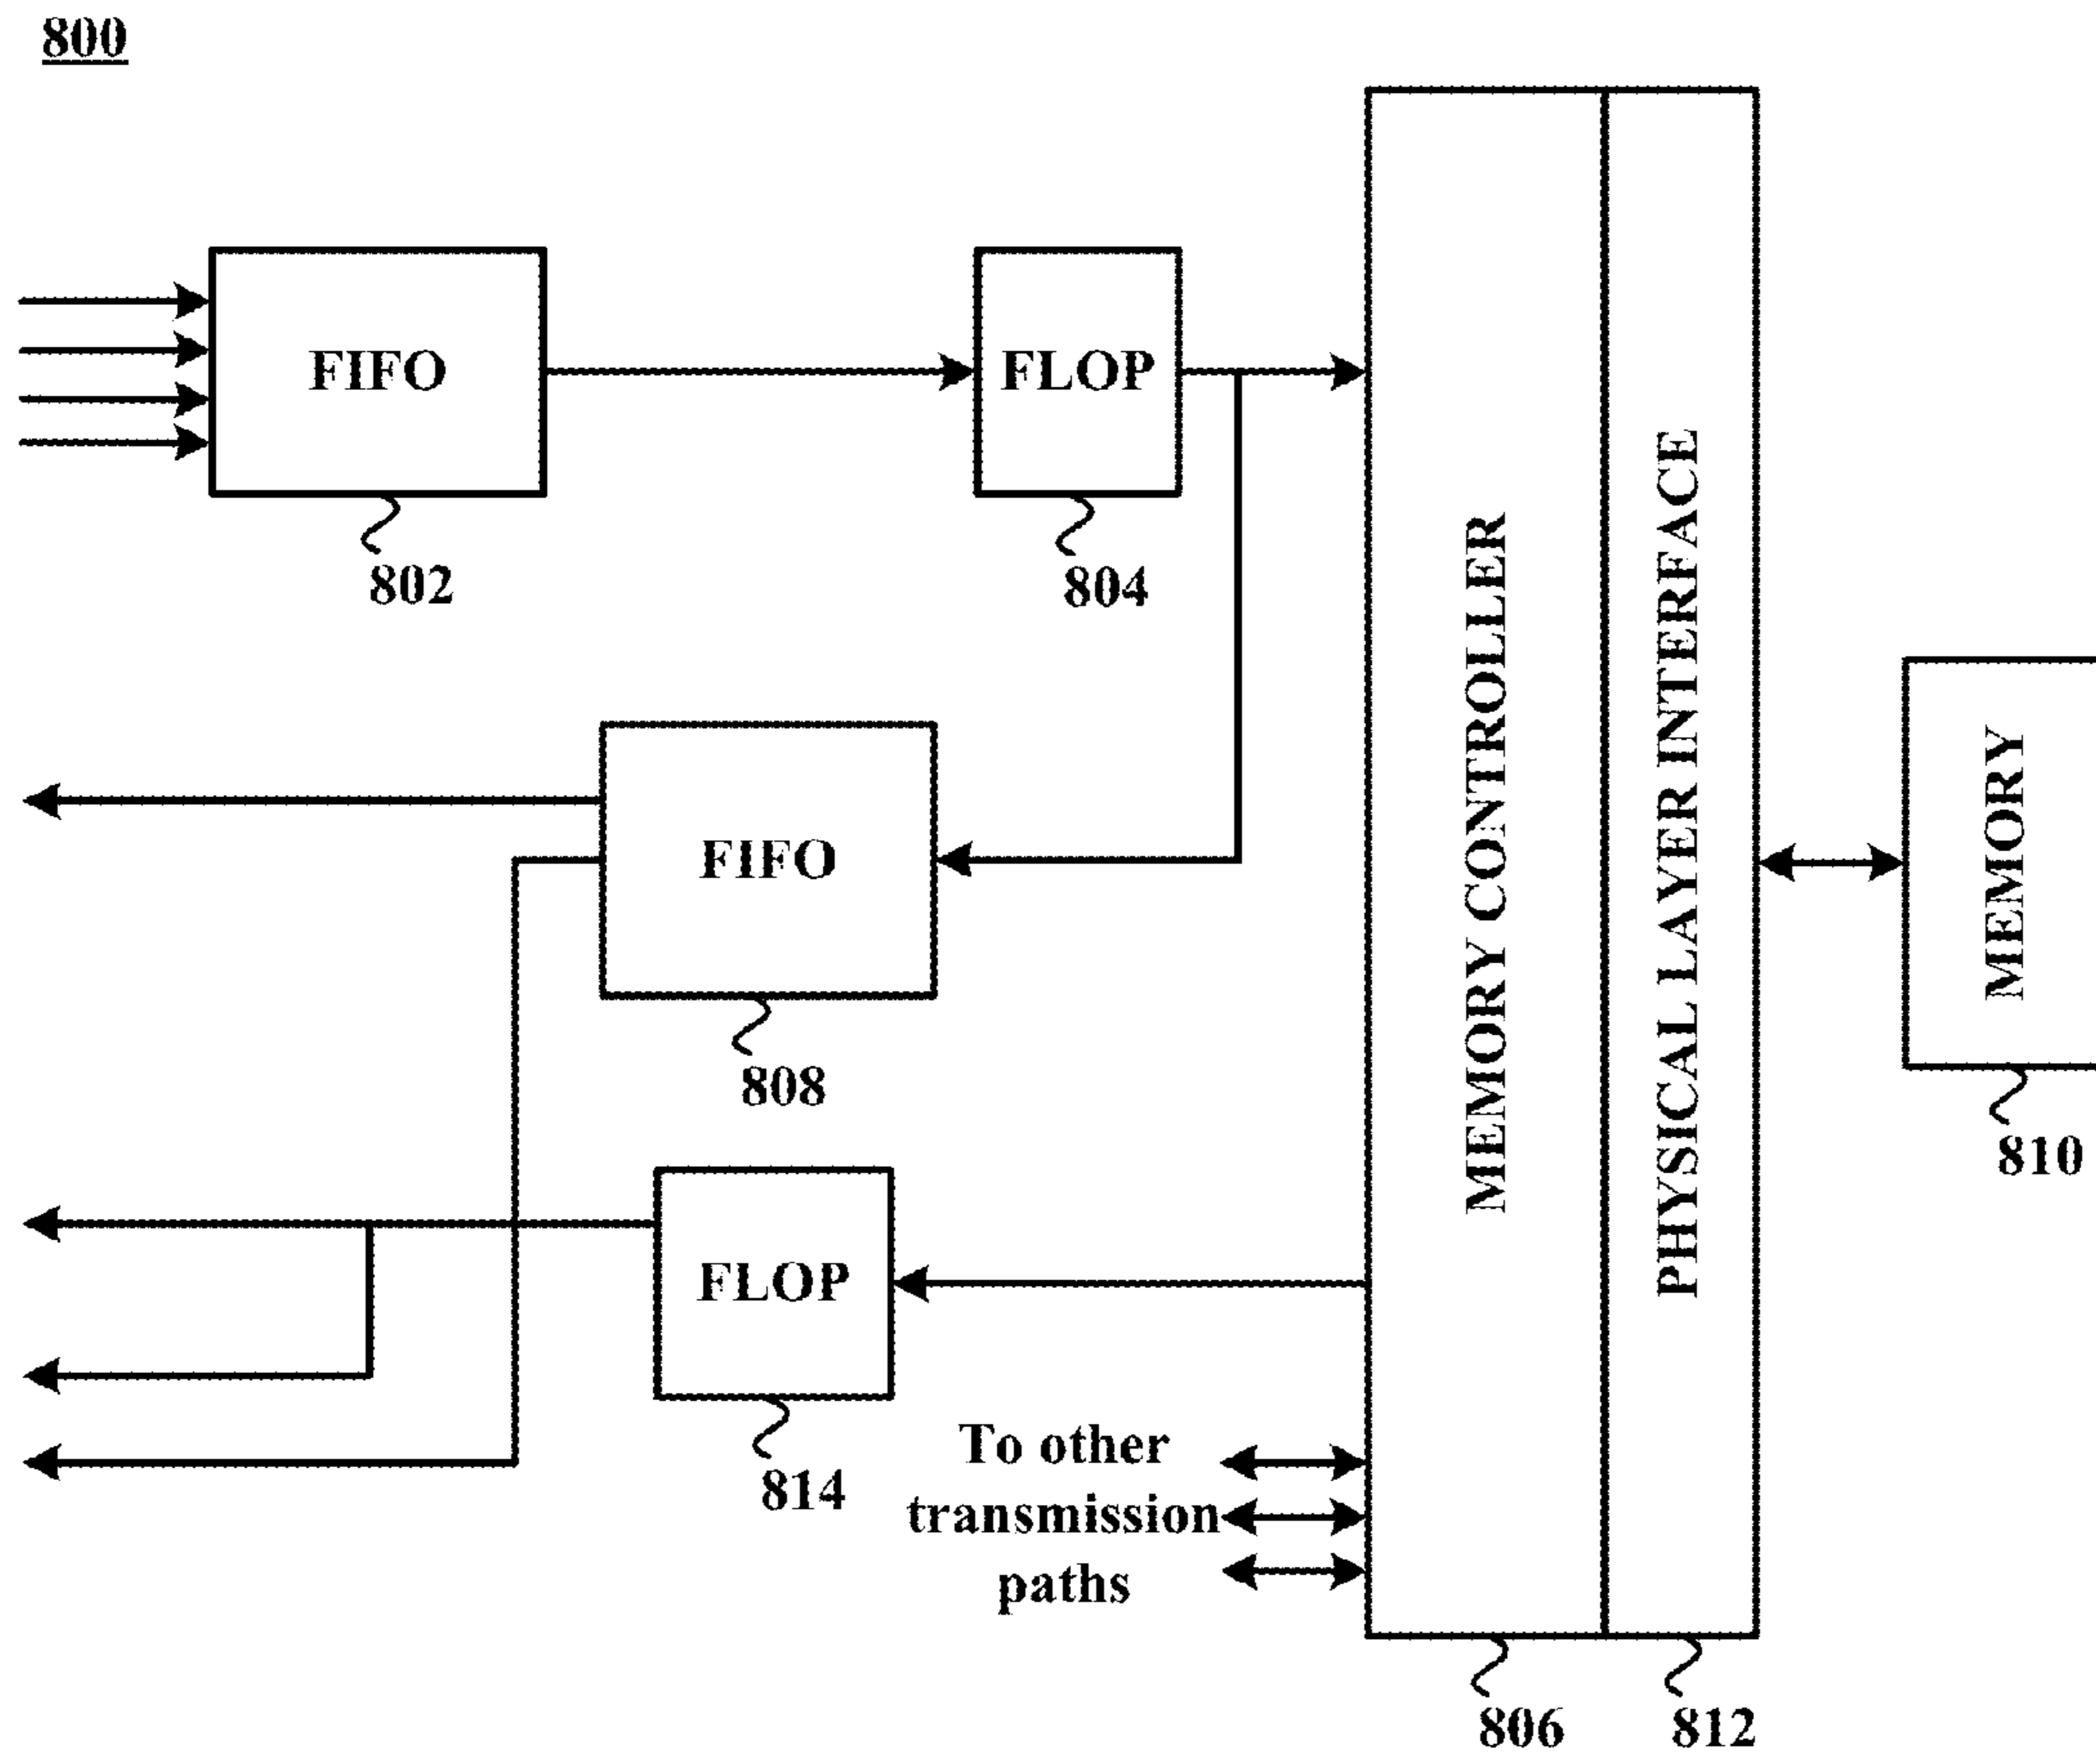 800
FIFO
FLOP
802
804
FIFO
808
FLOP
814
MEMORY CONTROLLER
PHYSICAL LAYER INTERFACE
MEMORY
810
To other
transmission
paths
806
812